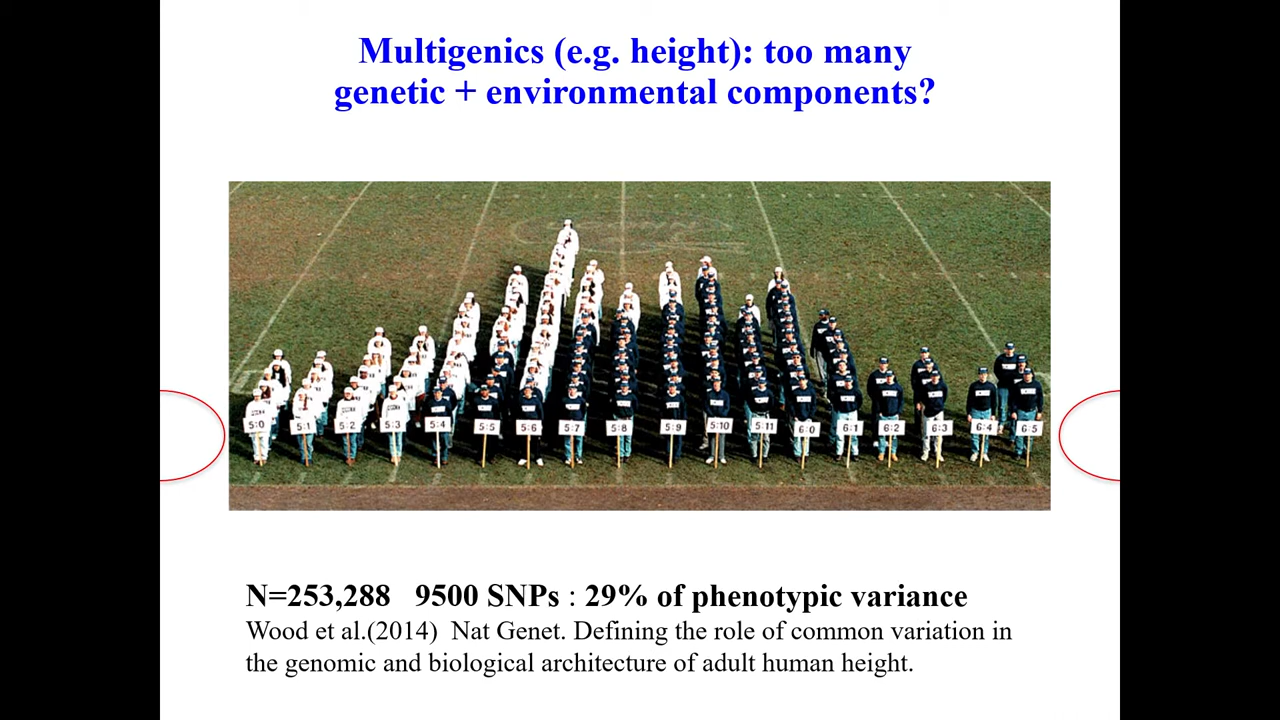 Multigenics (e.g. height): too many
genetic + environmental components?
5:0 5:1 5:2 5:3 5:4 5:5 5:6 5:7 5:8 5:9 5:10 5:11 6:0 6:1 6:2 6:3 6:4 6:5
N=253,288 9500 SNPs : 29% of phenotypic variance
Wood et al.(2014) Nat Genet. Defining the role of common variation in
the genomic and biological architecture of adult human height.